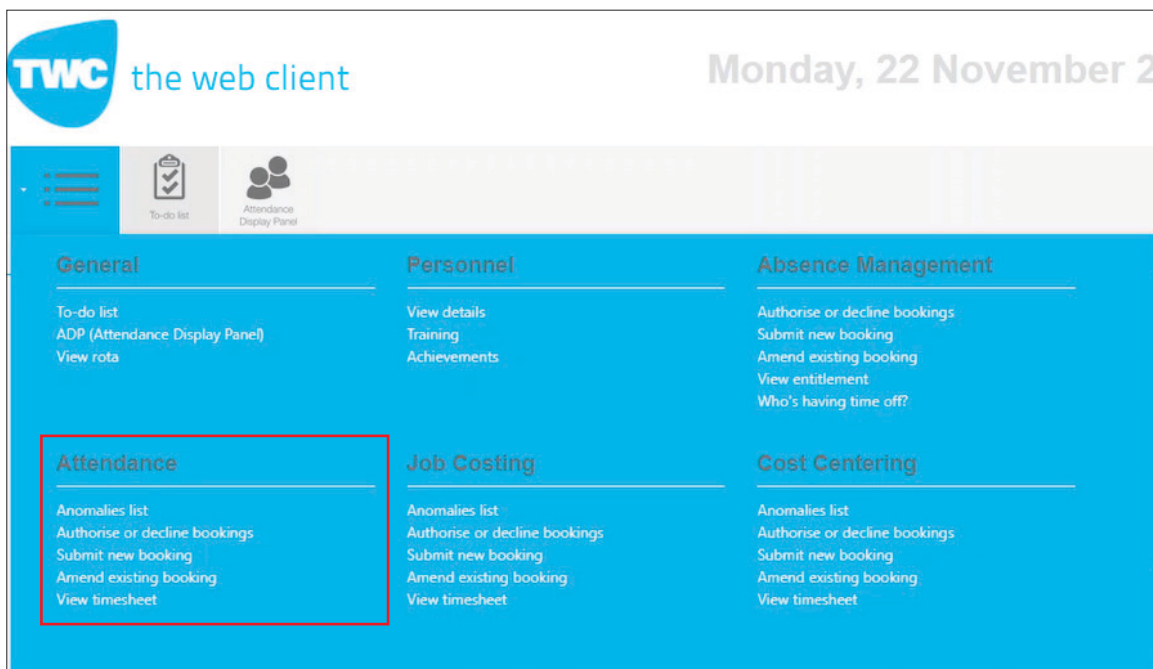 TWC the web client
Monday, 22 November 2
To-do list
Attendance
Display Panel
General
To-do list
ADP (Attendance Display Panel)
View rota
Personnel
View details
Training
Achievements
Absence Management
Authorise or decline bookings
Submit new booking
Amend existing booking
View entitlement
Who's having time off?
Attendance
Anomalies list
Authorise or decline bookings
Submit new booking
Amend existing booking
View timesheet
Job Costing
Anomalies list
Authorise or decline bookings
Submit new booking
Amend existing booking
View timesheet
Cost Centering
Anomalies list
Authorise or decline bookings
Submit new booking
Amend existing booking
View timesheet